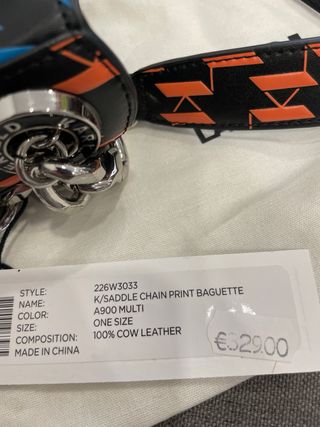 KA
STYLE: 226W3033
NAME: K/SADDLE CHAIN PRINT BAGUETTE
COLOR: A900 MULTI
SIZE: ONE SIZE
COMPOSITION: 100% COW LEATHER
MADE IN CHINA
€329.00